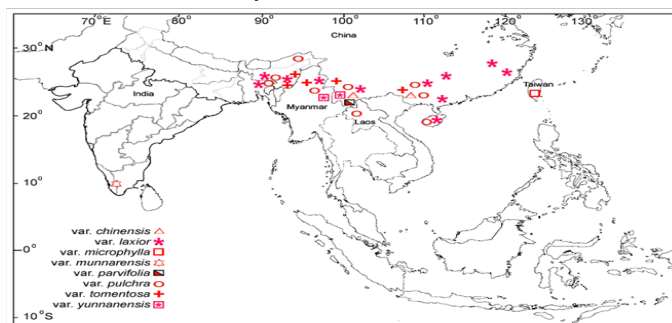 70°E 80° 90° 100° 110° 120° 130°
China
30°N
India
Taiwan
20°
Myanmar
Laos
10°
var. chinensis
var. laxior
0°
var. microphylla
var. munnarensis
var. parvifolia
var. pulchra
var. tomentosa
var. yunnanensis
10°S